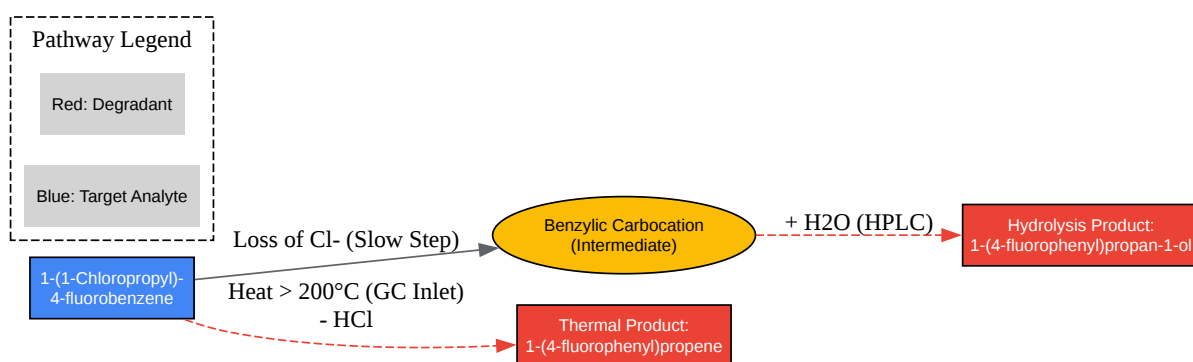 Pathway Legend
Red: Degradant
Blue: Target Analyte
1-(1-Chloropropyl)-
4-fluorobenzene
Loss of Cl- (Slow Step)
Heat > 200°C (GC Inlet)
- HCl
Benzylic Carbocation
(Intermediate)
+ H2O (HPLC)
Hydrolysis Product:
1-(4-fluorophenyl)propan-1-ol
Thermal Product:
1-(4-fluorophenyl)propene